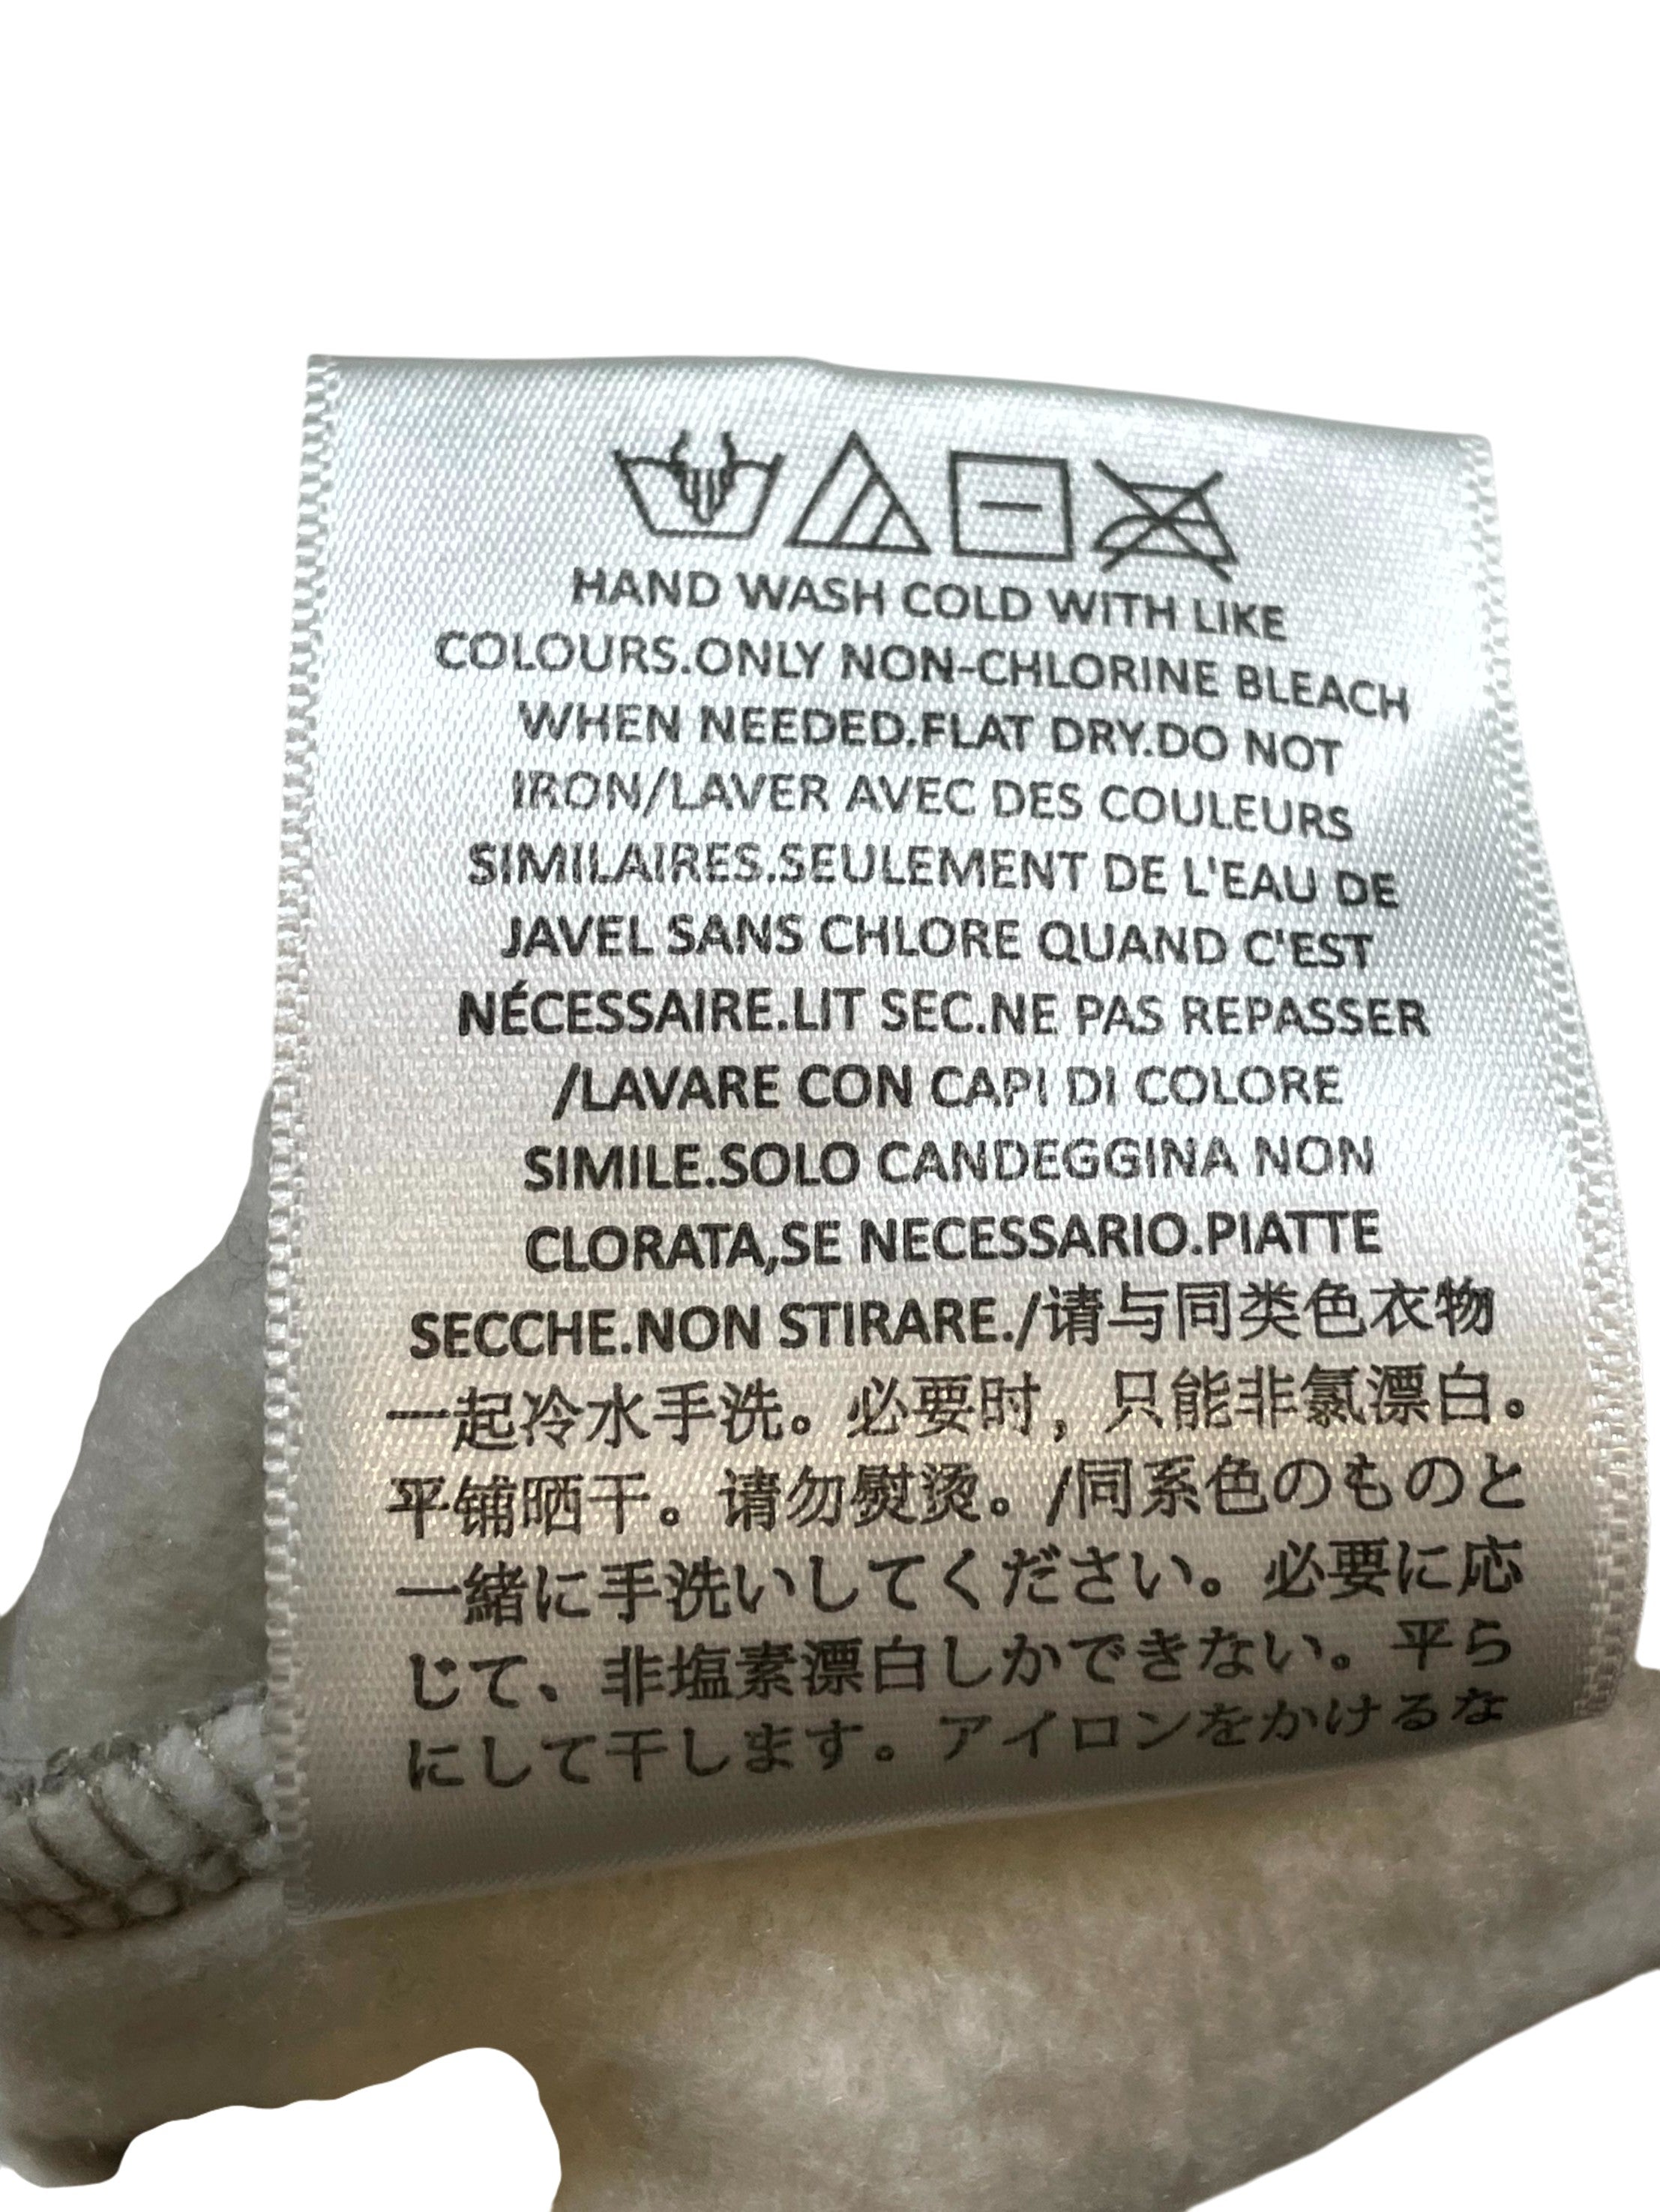 HAND WASH COLD WITH LIKE
COLOURS.ONLY NON-CHLORINE BLEACH
WHEN NEEDED.FLAT DRY.DO NOT
IRON/LAVER AVEC DES COULEURS
SIMILAIRES.SEULEMENT DE L'EAU DE
JAVEL SANS CHLORE QUAND C'EST
NÉCESSAIRE.LIT SEC.NE PAS REPASSER
/LAVARE CON CAPI DI COLORE
SIMILE.SOLO CANDEGGINA NON
CLORATA,SE NECESSARIO.PIATTE
SECCHE.NON STIRARE./请与同类色衣物
一起冷水手洗。必要时，只能非氯漂白。
平铺晒干。请勿熨烫。/同系色のものと
一緒に手洗いしてください。必要に応
じて、非塩素漂白しかできない。平ら
にして干します。アイロンをかけるな